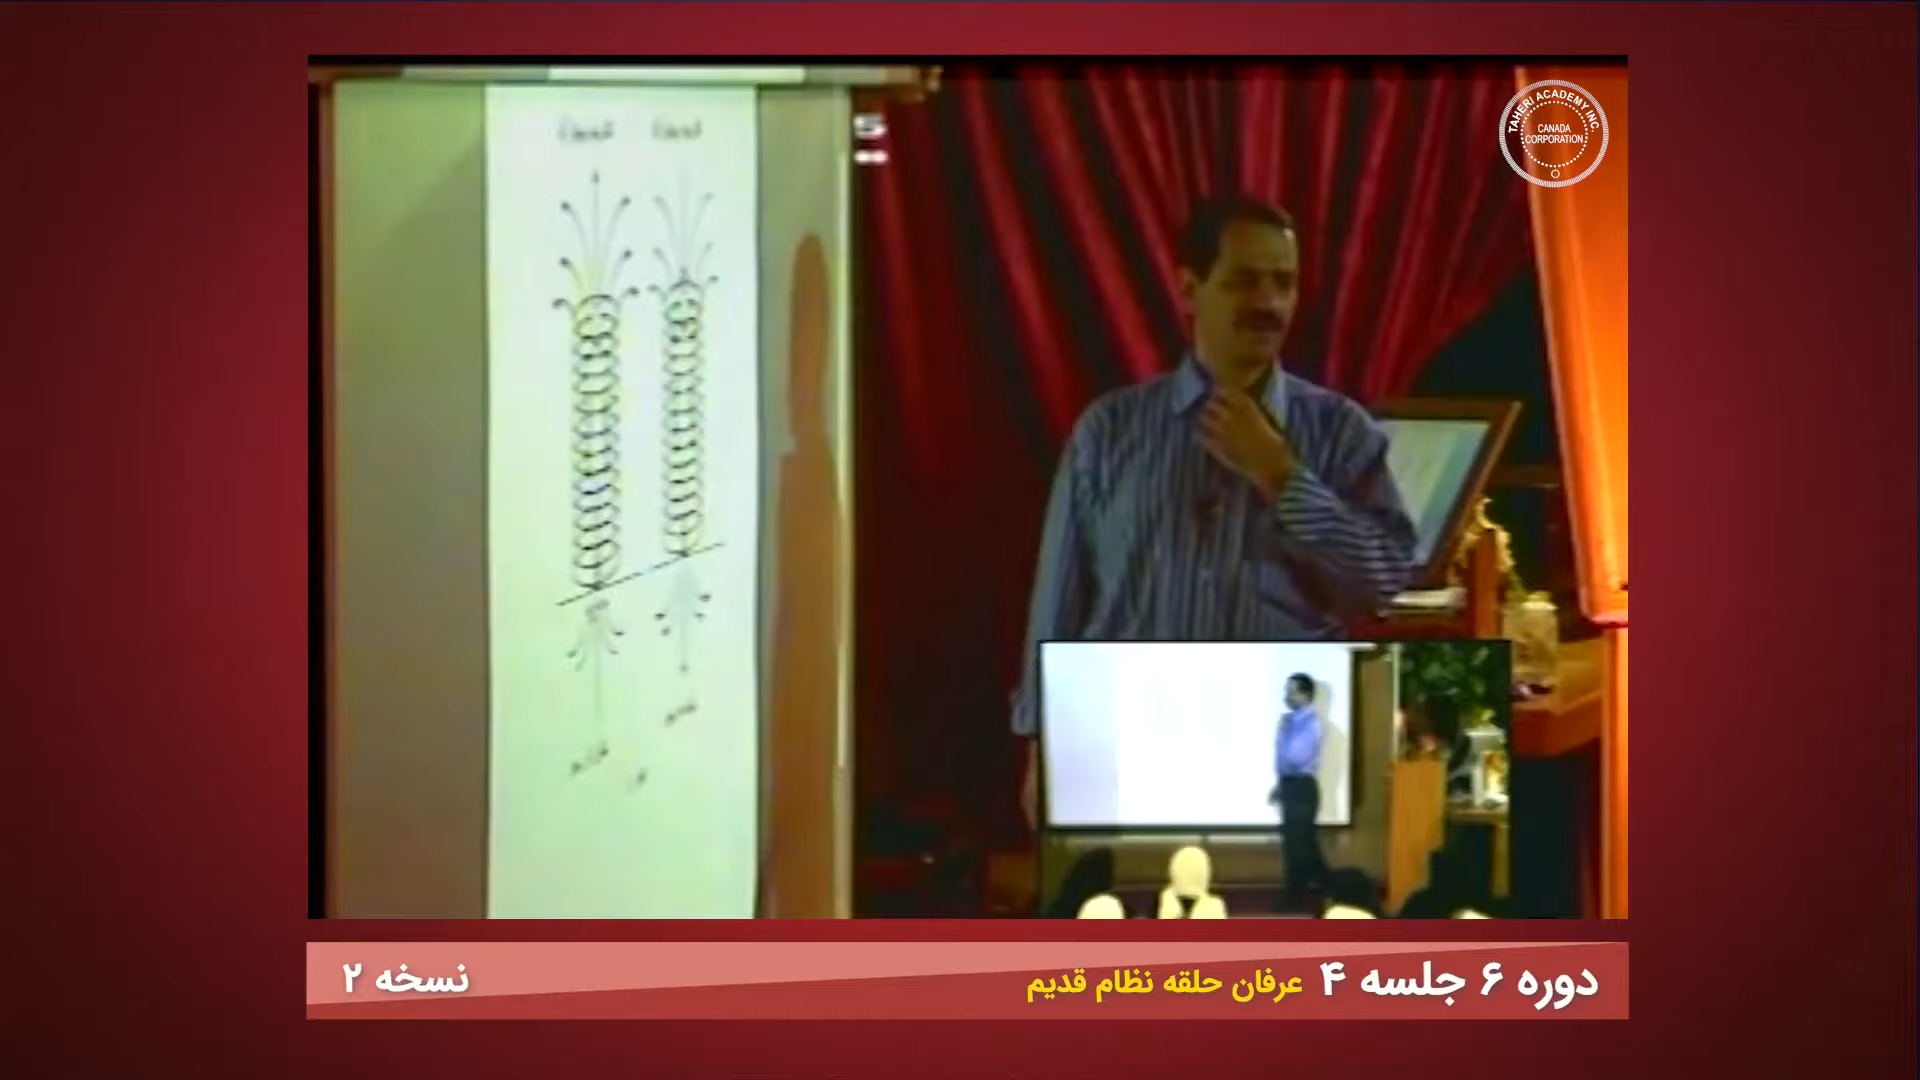 TAHERI ACADEMY INC.
CANADA
CORPORATION
دوره ۶ جلسه ۴ عرفان حلقه نظام قدیم
نسخه ۲